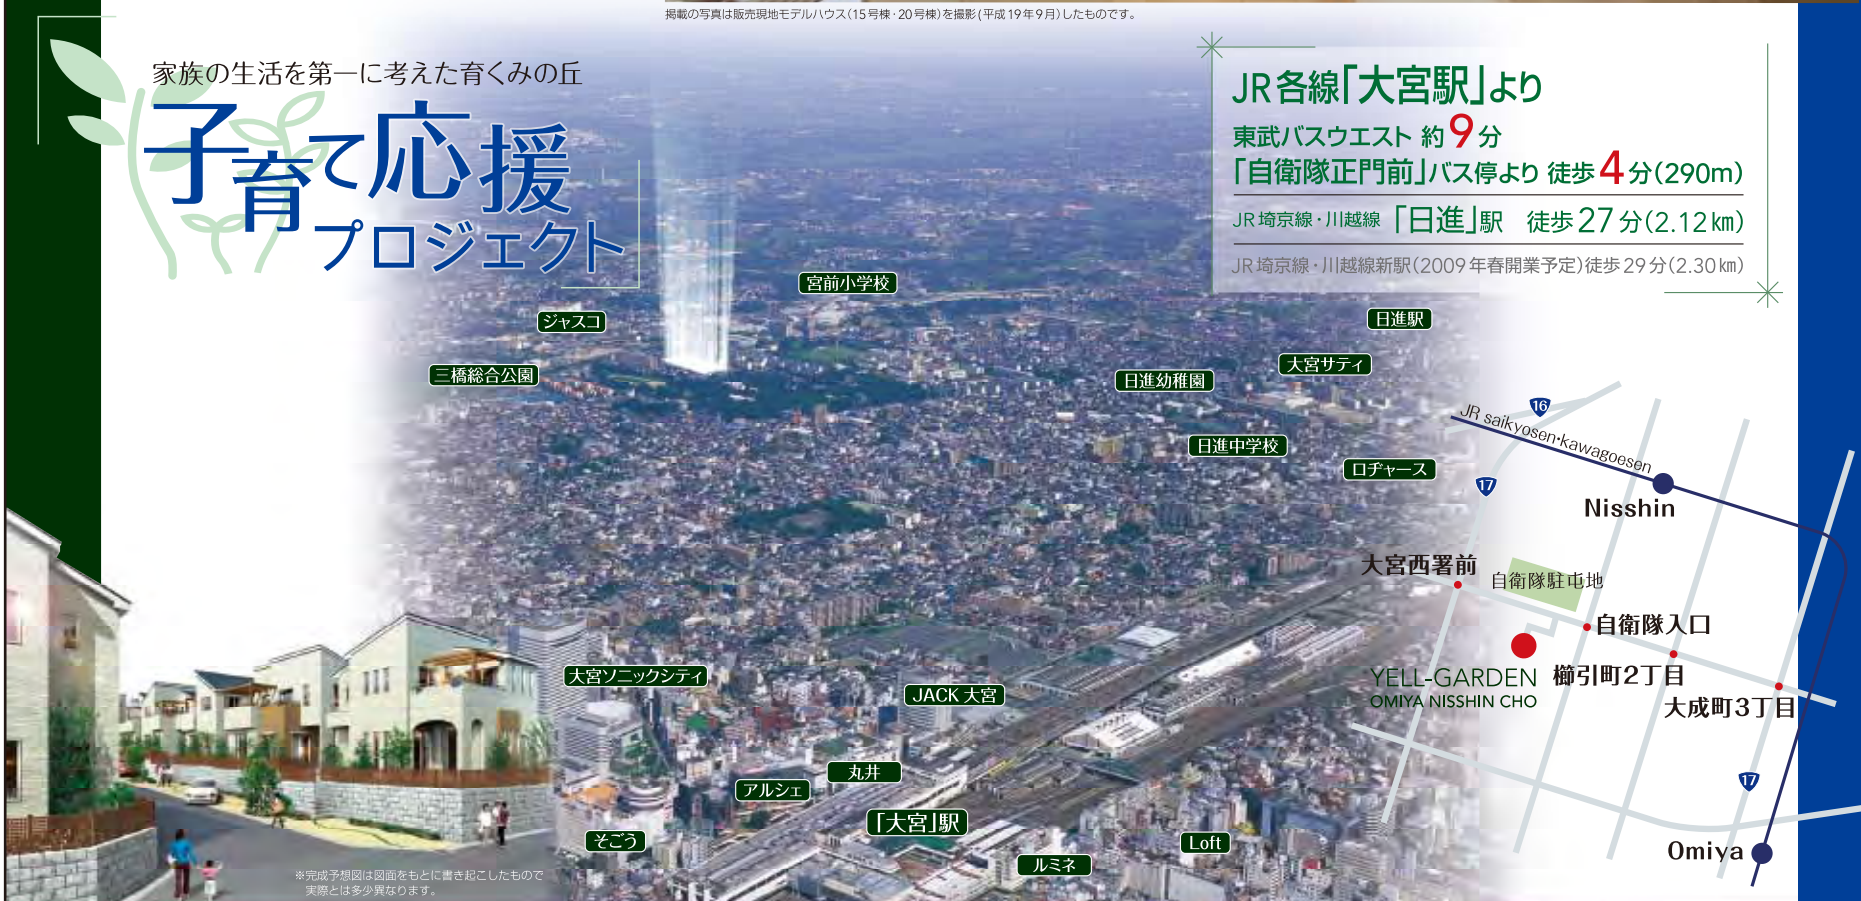 掲載の写真は販売現地モデルハウス(15号棟・20号棟)を撮影(平成19年9月)したものです。
家族の生活を第一に考えた育くみの丘
子育て応援
プロジェクト
JR各線「大宮駅」より
東武バスウエスト 約9分
「自衛隊正門前」バス停より 徒歩4分(290m)
JR埼京線・川越線 「日進」駅 徒歩27分(2.12km)
JR埼京線・川越線新駅(2009年春開業予定)徒歩29分(2.30km)
宮前小学校
ジャスコ
日進駅
三橋総合公園
大宮サティ
日進幼稚園
日進中学校
ロヂャース
大宮ソニックシティ
JACK 大宮
丸井
アルシェ
「大宮」駅
そごう
ルミネ
Loft
16
JR saikyosen・kawagoesen
17
Nisshin
大宮西署前
自衛隊駐屯地
自衛隊入口
YELL-GARDEN
OMIYA NISSHIN CHO
櫛引町2丁目
大成町3丁目
17
Omiya
※完成予想図は図面をもとに書き起こしたもので
実際とは多少異なります。